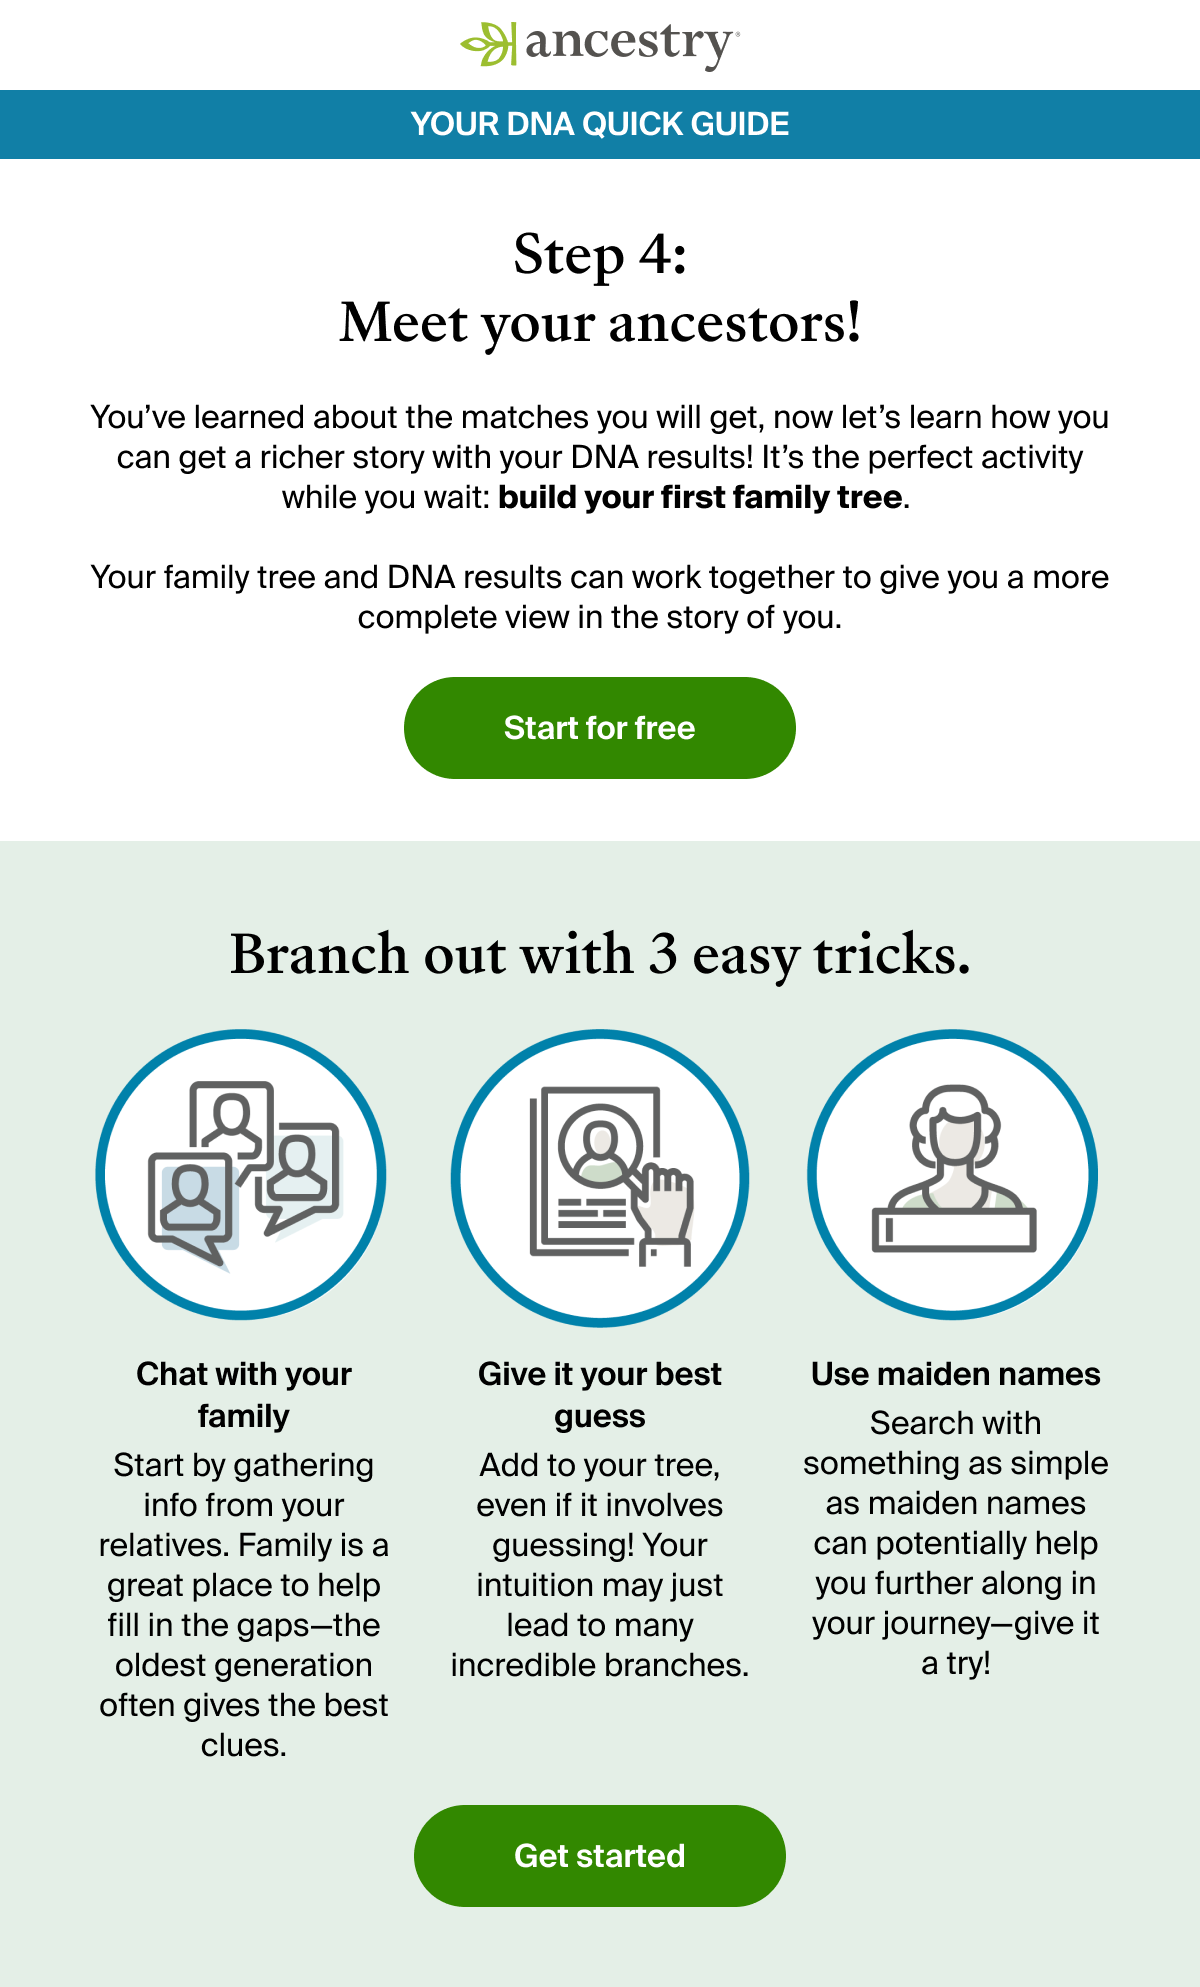 ancestry
YOUR DNA QUICK GUIDE
Step 4:
Meet your ancestors!
You’ve learned about the matches you will get, now let’s learn how you
can get a richer story with your DNA results! It’s the perfect activity
while you wait: build your first family tree.
Your family tree and DNA results can work together to give you a more
complete view in the story of you.
Start for free
Branch out with 3 easy tricks.
Chat with your
family
Start by gathering
info from your
relatives. Family is a
great place to help
fill in the gaps—the
oldest generation
often gives the best
clues.
Give it your best
guess
Add to your tree,
even if it involves
guessing! Your
intuition may just
lead to many
incredible branches.
Use maiden names
Search with
something as simple
as maiden names
can potentially help
you further along in
your journey—give it
a try!
Get started